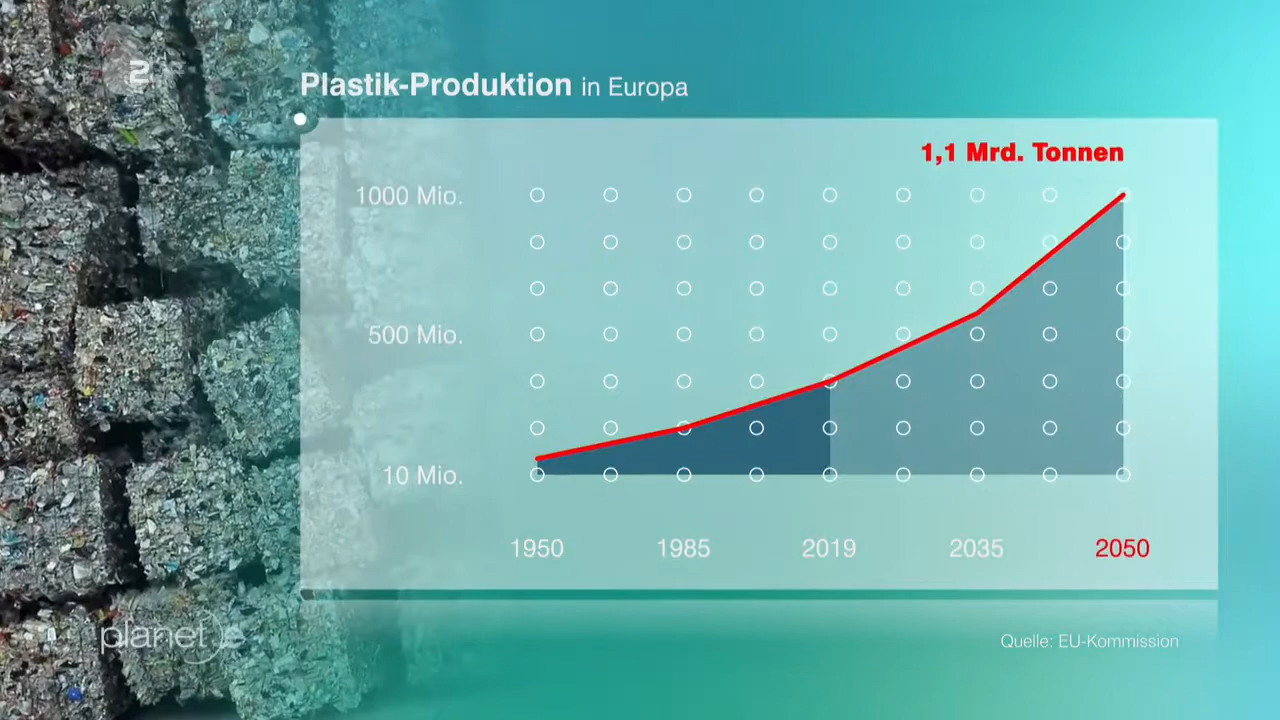 2
Plastik-Produktion in Europa
1,1 Mrd. Tonnen
1000 Mio.
500 Mio.
10 Mio.
1950 1985 2019 2035 2050
planet e
Quelle: EU-Kommission